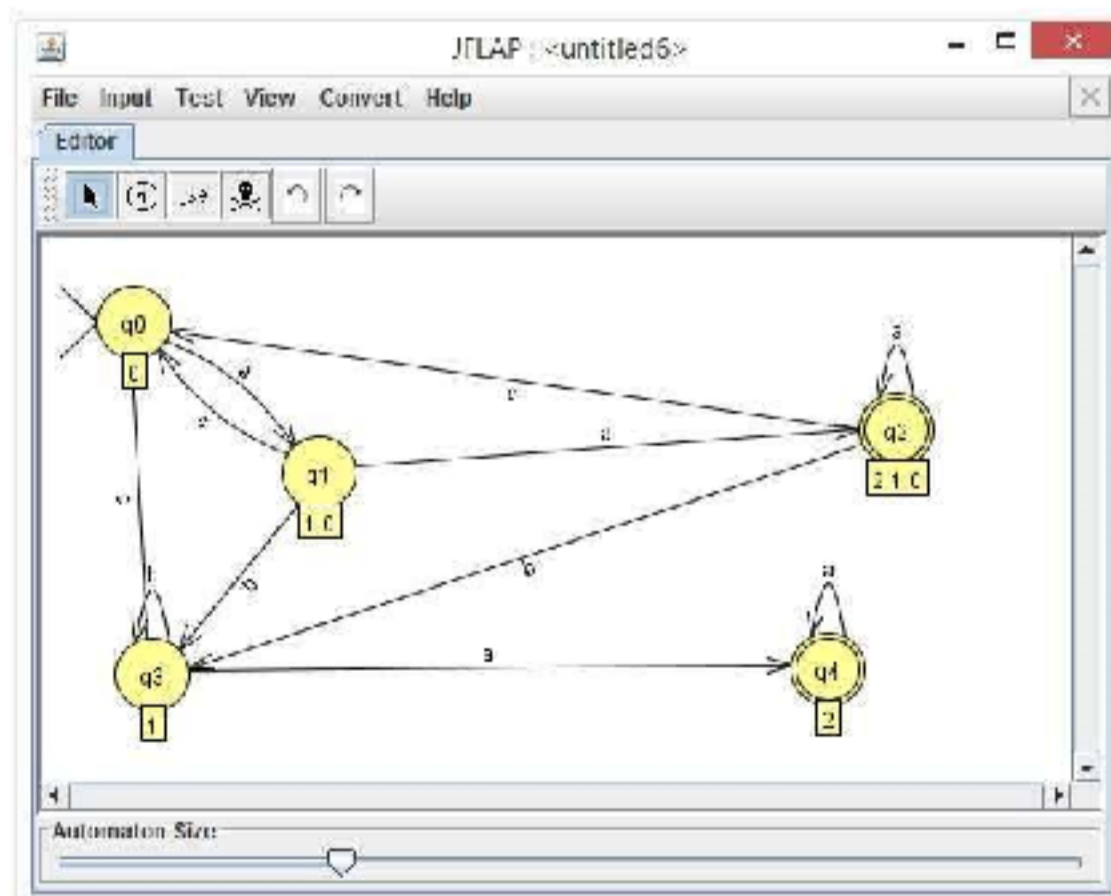 JFLAP : <untitled6>
File Input Test View Convert Help
Editor
q0
0
a
a
c
q2
a
2 1 0
q1
1 0
b
b
a
q3
1
a
q4
2
Automaton Size